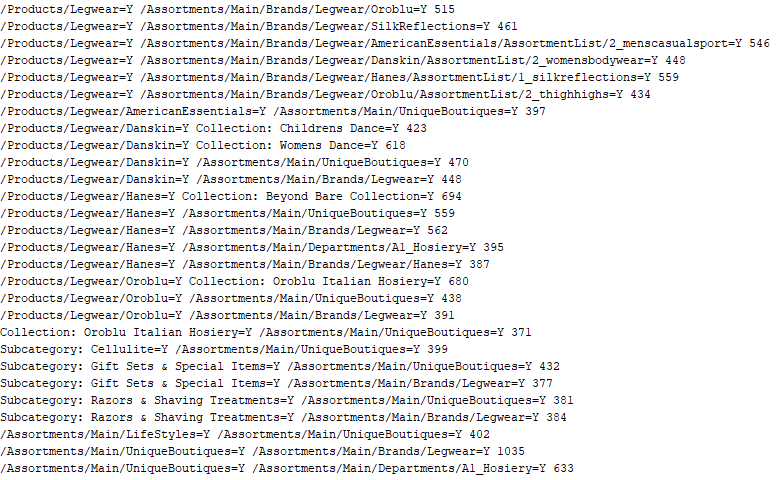 /Products/Legwear=Y /Assortments/Main/Brands/Legwear/Oroblu=Y 515
/Products/Legwear=Y /Assortments/Main/Brands/Legwear/SilkReflections=Y 461
/Products/Legwear=Y /Assortments/Main/Brands/Legwear/AmericanEssentials/AssortmentList/2_menscasualsport=Y 546
/Products/Legwear=Y /Assortments/Main/Brands/Legwear/Danskin/AssortmentList/2_womensbodywear=Y 448
/Products/Legwear=Y /Assortments/Main/Brands/Legwear/Hanes/AssortmentList/1_silkreflections=Y 559
/Products/Legwear=Y /Assortments/Main/Brands/Legwear/Oroblu/AssortmentList/2_thighhighs=Y 434
/Products/Legwear/AmericanEssentials=Y /Assortments/Main/UniqueBoutiques=Y 397
/Products/Legwear/Danskin=Y Collection: Childrens Dance=Y 423
/Products/Legwear/Danskin=Y Collection: Womens Dance=Y 618
/Products/Legwear/Danskin=Y /Assortments/Main/UniqueBoutiques=Y 470
/Products/Legwear/Danskin=Y /Assortments/Main/Brands/Legwear=Y 448
/Products/Legwear/Hanes=Y Collection: Beyond Bare Collection=Y 694
/Products/Legwear/Hanes=Y /Assortments/Main/UniqueBoutiques=Y 559
/Products/Legwear/Hanes=Y /Assortments/Main/Brands/Legwear=Y 562
/Products/Legwear/Hanes=Y /Assortments/Main/Departments/A1_Hosiery=Y 395
/Products/Legwear/Hanes=Y /Assortments/Main/Brands/Legwear/Hanes=Y 387
/Products/Legwear/Oroblu=Y Collection: Oroblu Italian Hosiery=Y 680
/Products/Legwear/Oroblu=Y /Assortments/Main/UniqueBoutiques=Y 438
/Products/Legwear/Oroblu=Y /Assortments/Main/Brands/Legwear=Y 391
Collection: Oroblu Italian Hosiery=Y /Assortments/Main/UniqueBoutiques=Y 371
Subcategory: Cellulite=Y /Assortments/Main/UniqueBoutiques=Y 399
Subcategory: Gift Sets & Special Items=Y /Assortments/Main/UniqueBoutiques=Y 432
Subcategory: Gift Sets & Special Items=Y /Assortments/Main/Brands/Legwear=Y 377
Subcategory: Razors & Shaving Treatments=Y /Assortments/Main/UniqueBoutiques=Y 381
Subcategory: Razors & Shaving Treatments=Y /Assortments/Main/Brands/Legwear=Y 384
/Assortments/Main/LifeStyles=Y /Assortments/Main/UniqueBoutiques=Y 402
/Assortments/Main/UniqueBoutiques=Y /Assortments/Main/Brands/Legwear=Y 1035
/Assortments/Main/UniqueBoutiques=Y /Assortments/Main/Departments/A1_Hosiery=Y 633